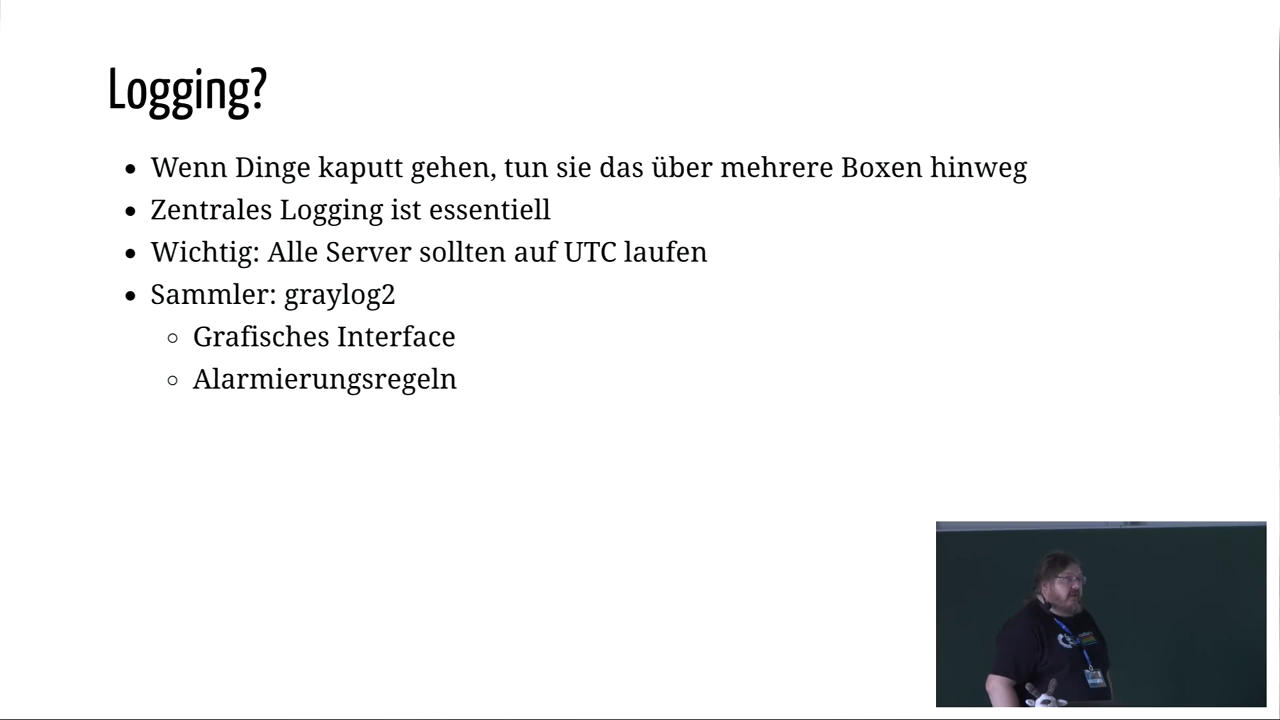 Logging?
Wenn Dinge kaputt gehen, tun sie das über mehrere Boxen hinweg
Zentrales Logging ist essentiell
Wichtig: Alle Server sollten auf UTC laufen
Sammler: graylog2
Grafisches Interface
Alarmierungsregeln